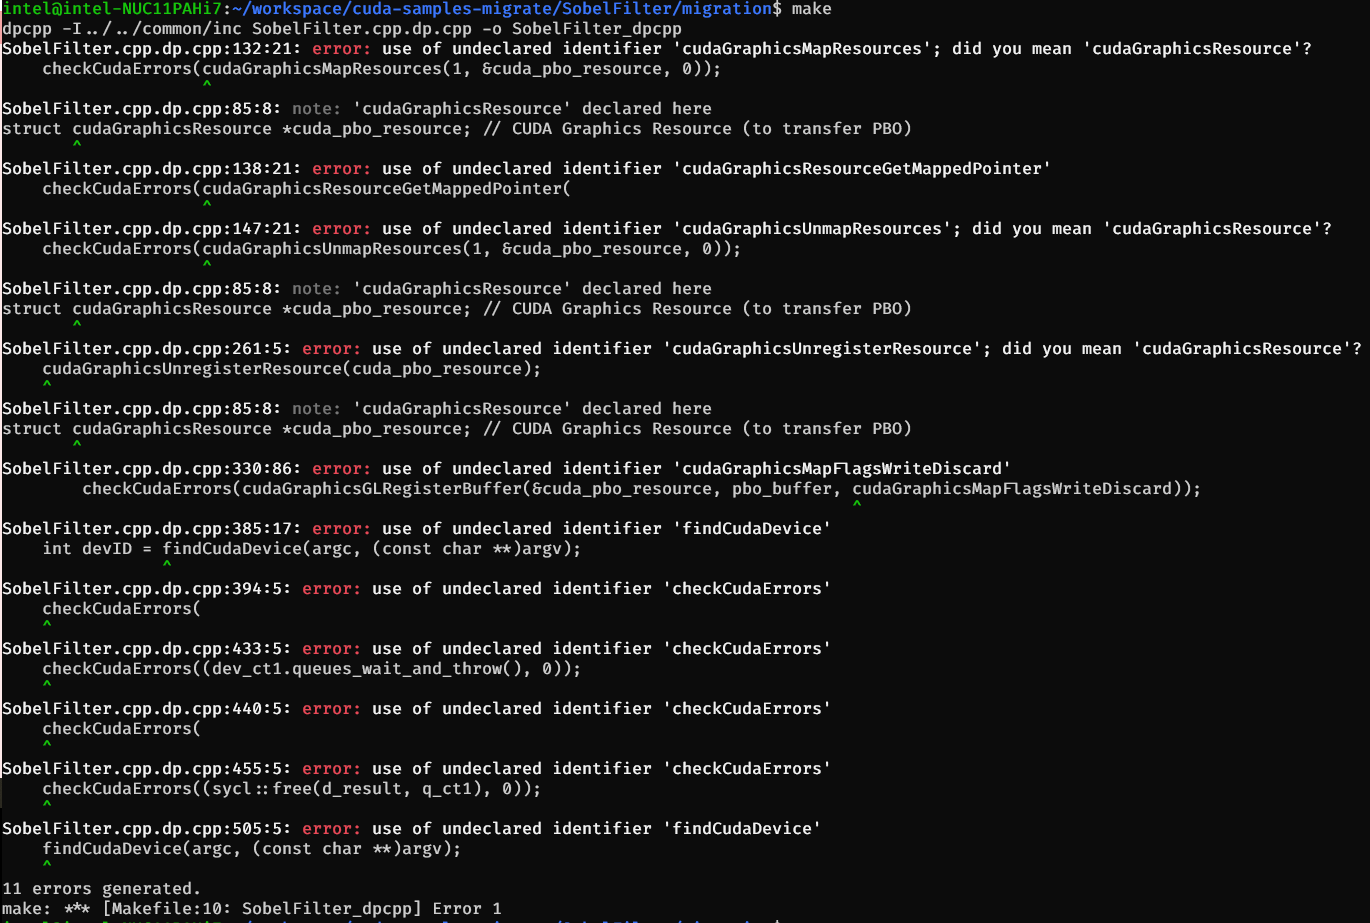 intel@intel-NUC11PAHi7:~/workspace/cuda-samples-migrate/SobelFilter/migration$ make
dpcpp -I../../common/inc SobelFilter.cpp.dp.cpp -o SobelFilter_dpcpp
SobelFilter.cpp.dp.cpp:132:21: error: use of undeclared identifier 'cudaGraphicsMapResources'; did you mean 'cudaGraphicsResource'?
    checkCudaErrors(cudaGraphicsMapResources(1, &cuda_pbo_resource, 0));
                    ^
SobelFilter.cpp.dp.cpp:85:8: note: 'cudaGraphicsResource' declared here
struct cudaGraphicsResource *cuda_pbo_resource; // CUDA Graphics Resource (to transfer PBO)
       ^
SobelFilter.cpp.dp.cpp:138:21: error: use of undeclared identifier 'cudaGraphicsResourceGetMappedPointer'
    checkCudaErrors(cudaGraphicsResourceGetMappedPointer(
                    ^
SobelFilter.cpp.dp.cpp:147:21: error: use of undeclared identifier 'cudaGraphicsUnmapResources'; did you mean 'cudaGraphicsResource'?
    checkCudaErrors(cudaGraphicsUnmapResources(1, &cuda_pbo_resource, 0));
                    ^
SobelFilter.cpp.dp.cpp:85:8: note: 'cudaGraphicsResource' declared here
struct cudaGraphicsResource *cuda_pbo_resource; // CUDA Graphics Resource (to transfer PBO)
       ^
SobelFilter.cpp.dp.cpp:261:5: error: use of undeclared identifier 'cudaGraphicsUnregisterResource'; did you mean 'cudaGraphicsResource'?
    cudaGraphicsUnregisterResource(cuda_pbo_resource);
    ^
SobelFilter.cpp.dp.cpp:85:8: note: 'cudaGraphicsResource' declared here
struct cudaGraphicsResource *cuda_pbo_resource; // CUDA Graphics Resource (to transfer PBO)
       ^
SobelFilter.cpp.dp.cpp:330:86: error: use of undeclared identifier 'cudaGraphicsMapFlagsWriteDiscard'
        checkCudaErrors(cudaGraphicsGLRegisterBuffer(&cuda_pbo_resource, pbo_buffer, cudaGraphicsMapFlagsWriteDiscard));
                                                                                     ^
SobelFilter.cpp.dp.cpp:385:17: error: use of undeclared identifier 'findCudaDevice'
    int devID = findCudaDevice(argc, (const char **)argv);
                ^
SobelFilter.cpp.dp.cpp:394:5: error: use of undeclared identifier 'checkCudaErrors'
    checkCudaErrors(
    ^
SobelFilter.cpp.dp.cpp:433:5: error: use of undeclared identifier 'checkCudaErrors'
    checkCudaErrors((dev_ct1.queues_wait_and_throw(), 0));
    ^
SobelFilter.cpp.dp.cpp:440:5: error: use of undeclared identifier 'checkCudaErrors'
    checkCudaErrors(
    ^
SobelFilter.cpp.dp.cpp:455:5: error: use of undeclared identifier 'checkCudaErrors'
    checkCudaErrors((sycl::free(d_result, q_ct1), 0));
    ^
SobelFilter.cpp.dp.cpp:505:5: error: use of undeclared identifier 'findCudaDevice'
    findCudaDevice(argc, (const char **)argv);
    ^
11 errors generated.
make: *** [Makefile:10: SobelFilter_dpcpp] Error 1